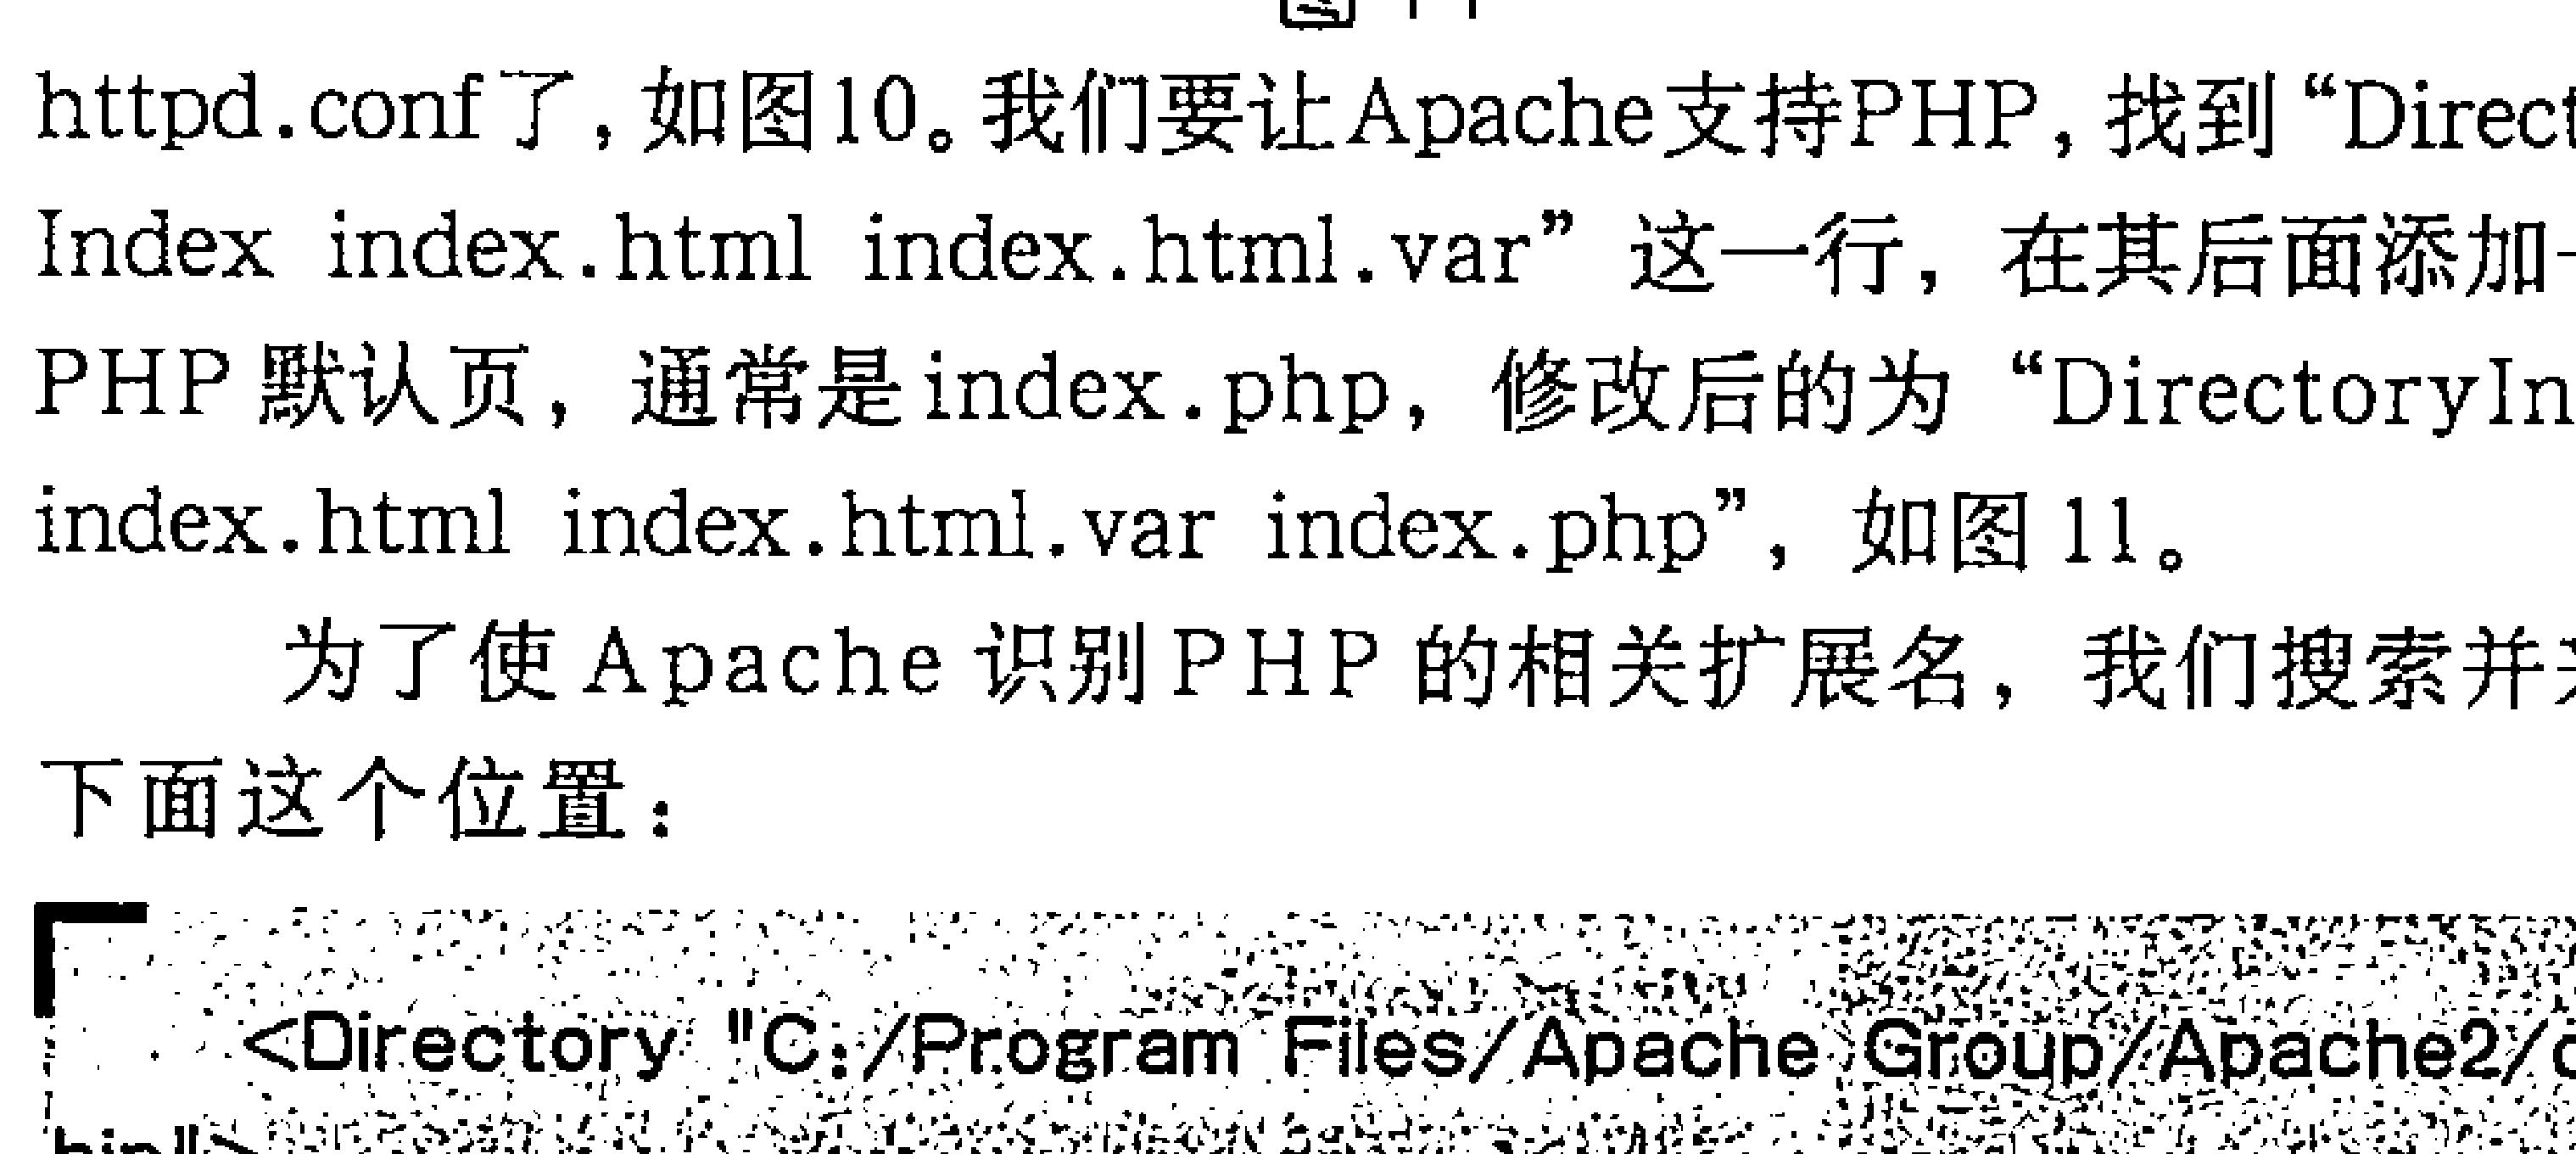 httpd.conf了,如图10。我们要让Apache支持PHP,找到“Direct
Index index.html index.html.var”这一行，在其后面添加
PHP默认页，通常是index.php，修改后的为“DirectoryIn
index.html index.html.var index.php”，如图11。
为了使Apache识别PHP的相关扩展名，我们搜索并
下面这个位置：
<Directory "C:/Program Files/Apache Group/Apache2/